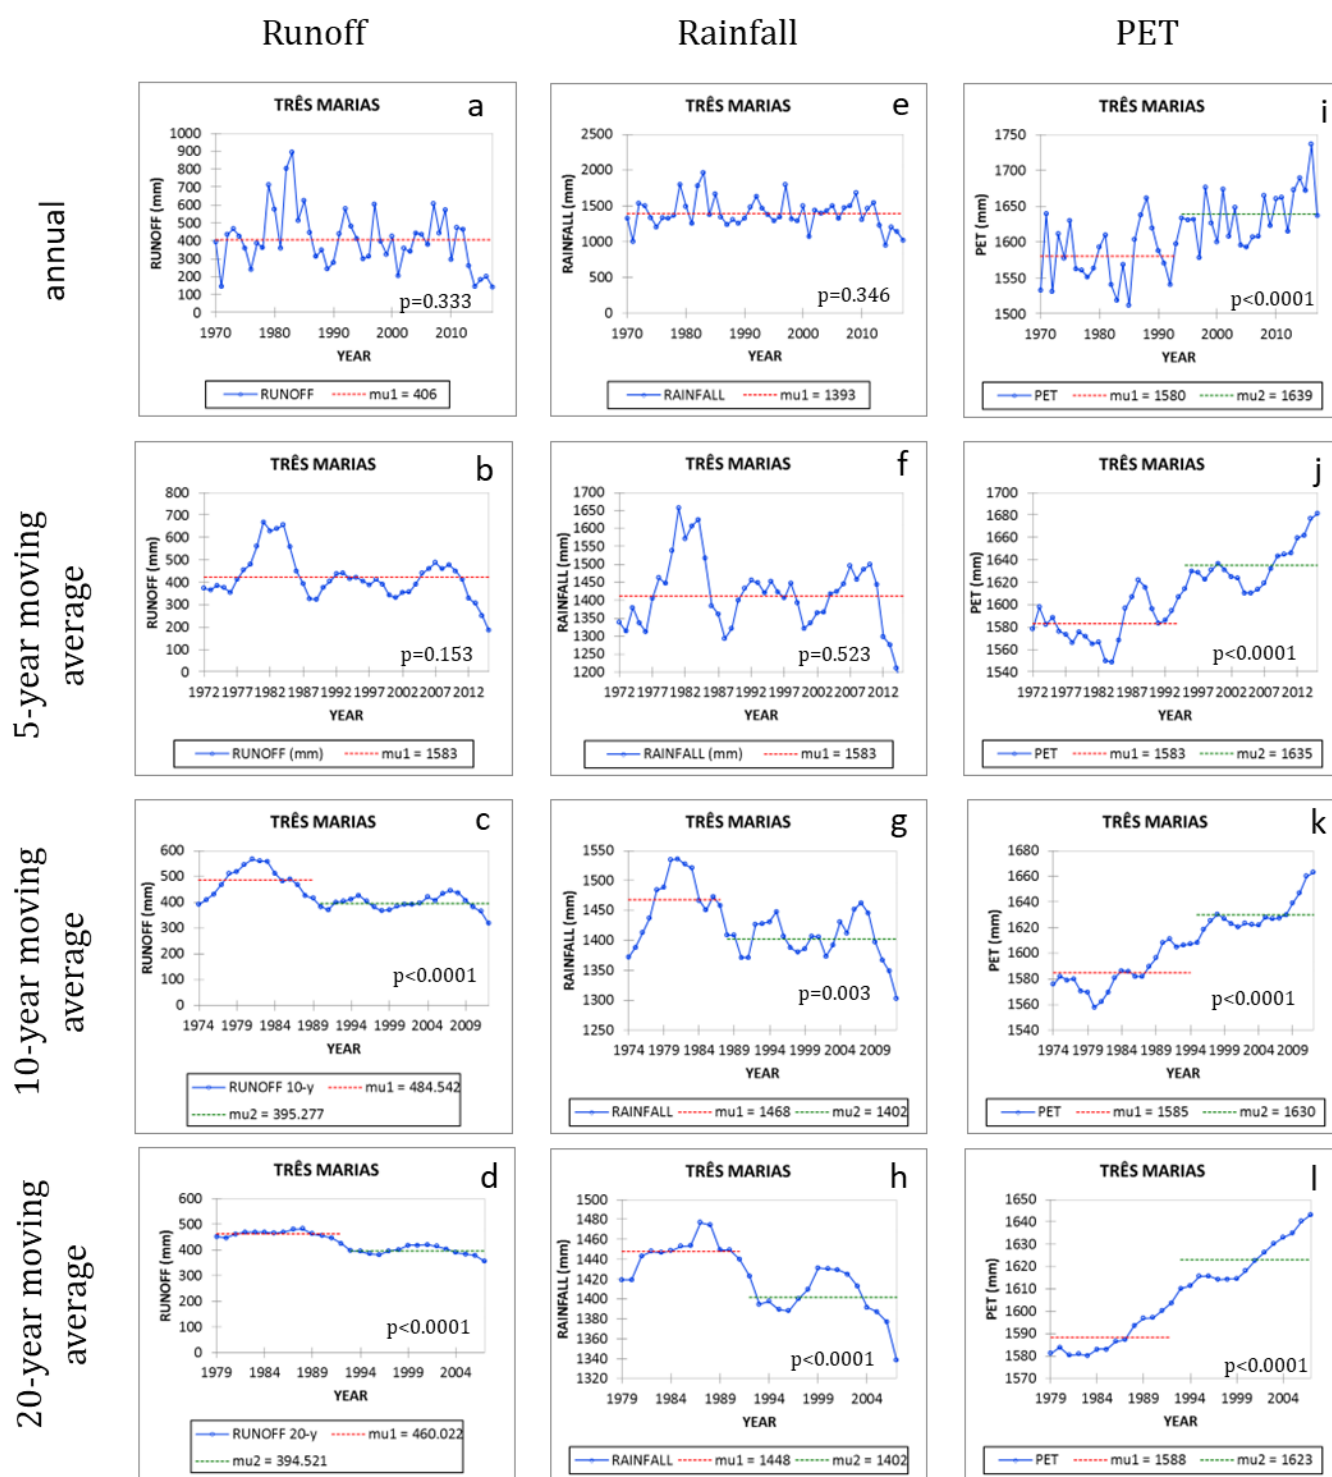 Runoff
Rainfall
PET
annual
TRÊS MARIAS
a
RUNOFF (mm)
1000
900
800
700
600
500
400
300
200
100
0
p=0.333
1970 1980 1990 2000 2010
YEAR
RUNOFF mu1 = 406
TRÊS MARIAS
e
RAINFALL (mm)
2500
2000
1500
1000
500
0
p=0.346
1970 1980 1990 2000 2010
YEAR
RAINFALL mu1 = 1393
TRÊS MARIAS
i
PET (mm)
1750
1700
1650
1600
1550
1500
p<0.0001
1970 1980 1990 2000 2010
YEAR
PET mu1 = 1580 mu2 = 1639
5-year moving
average
TRÊS MARIAS
b
RUNOFF (mm)
800
700
600
500
400
300
200
100
0
p=0.153
1972 1977 1982 1987 1992 1997 2002 2007 2012
YEAR
RUNOFF (mm) mu1 = 1583
TRÊS MARIAS
f
RAINFALL (mm)
1700
1650
1600
1550
1500
1450
1400
1350
1300
1250
1200
p=0.523
1972 1977 1982 1987 1992 1997 2002 2007 2012
YEAR
RAINFALL (mm) mu1 = 1583
TRÊS MARIAS
j
PET (mm)
1700
1680
1660
1640
1620
1600
1580
1560
1540
p<0.0001
1972 1977 1982 1987 1992 1997 2002 2007 2012
YEAR
PET mu1 = 1583 mu2 = 1635
10-year moving
average
TRÊS MARIAS
c
RUNOFF (mm)
600
500
400
300
200
100
0
p<0.0001
1974 1979 1984 1989 1994 1999 2004 2009
YEAR
RUNOFF 10-y mu1 = 484.542
mu2 = 395.277
TRÊS MARIAS
g
RAINFALL (mm)
1550
1500
1450
1400
1350
1300
1250
p=0.003
1974 1979 1984 1989 1994 1999 2004 2009
YEAR
RAINFALL mu1 = 1468 mu2 = 1402
TRÊS MARIAS
k
PET (mm)
1680
1660
1640
1620
1600
1580
1560
1540
p<0.0001
1974 1979 1984 1989 1994 1999 2004 2009
YEAR
PET mu1 = 1585 mu2 = 1630
20-year moving
average
TRÊS MARIAS
d
RUNOFF (mm)
600
500
400
300
200
100
0
p<0.0001
1979 1984 1989 1994 1999 2004
YEAR
RUNOFF 20-y mu1 = 460.022
mu2 = 394.521
TRÊS MARIAS
h
RAINFALL (mm)
1500
1480
1460
1440
1420
1400
1380
1360
1340
1320
p<0.0001
1979 1984 1989 1994 1999 2004
YEAR
RAINFALL mu1 = 1448 mu2 = 1402
TRÊS MARIAS
l
PET (mm)
1650
1640
1630
1620
1610
1600
1590
1580
1570
p<0.0001
1979 1984 1989 1994 1999 2004
YEAR
PET mu1 = 1588 mu2 = 1623